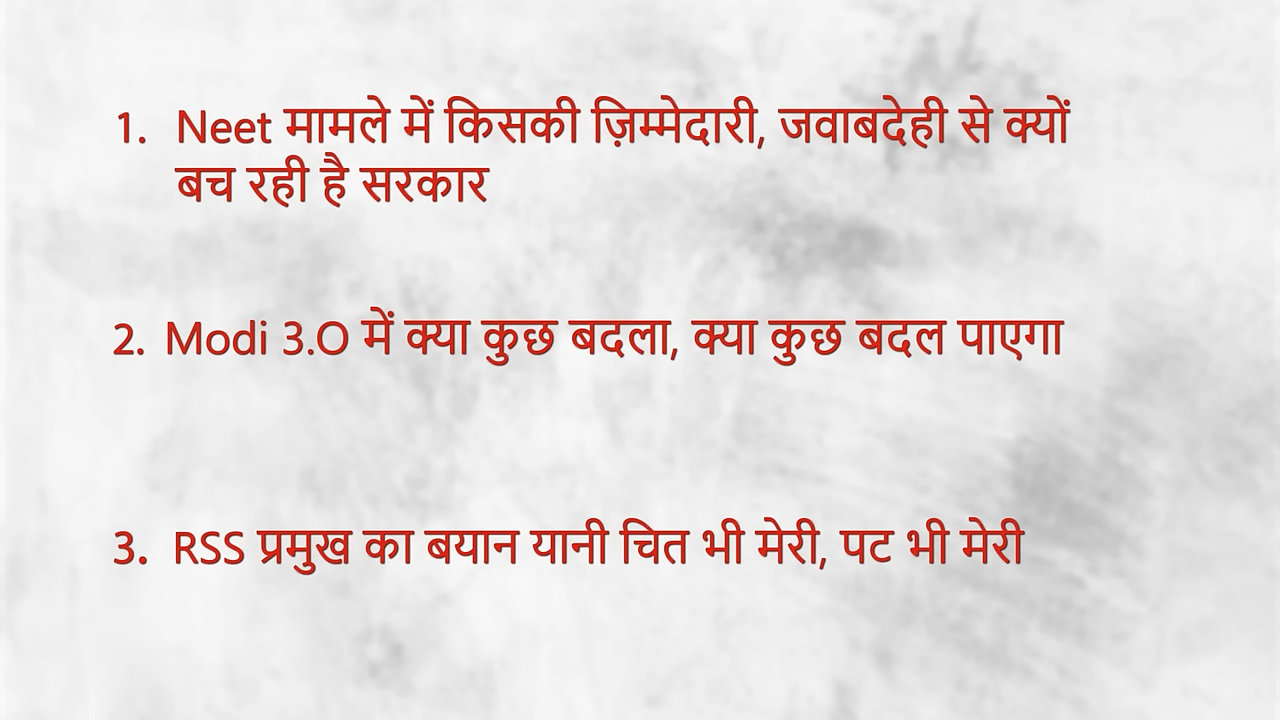 1. Neet मामले में किसकी ज़िम्मेदारी, जवाबदेही से क्यों
बच रही है सरकार
2. Modi 3.O में क्या कुछ बदला, क्या कुछ बदल पाएगा
3. RSS प्रमुख का बयान यानी चित भी मेरी, पट भी मेरी